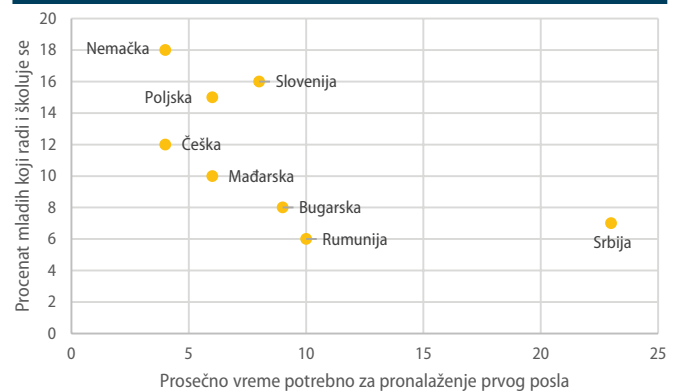 20
18
16
14
12
10
8
6
4
2
0
Procenat mladih koji radi i školuje se
Nemačka
Slovenija
Poljska
Češka
Mađarska
Bugarska
Rumunija
Srbija
0 5 10 15 20 25
Prosečno vreme potrebno za pronalaženje prvog posla